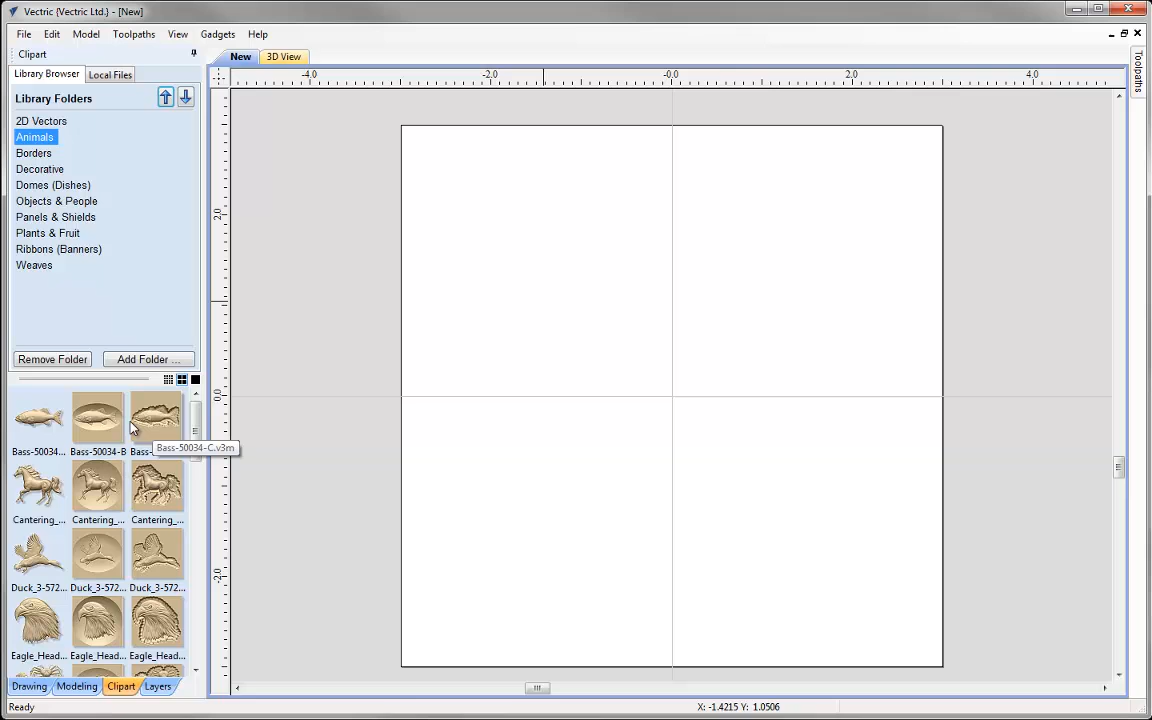 Vectric {Vectric Ltd.} - [New]
File Edit Model Toolpaths View Gadgets Help
Clipart
Library Browser Local Files
Library Folders
2D Vectors
Animals
Borders
Decorative
Domes (Dishes)
Objects & People
Panels & Shields
Plants & Fruit
Ribbons (Banners)
Weaves
Remove Folder Add Folder ...
Bass-50034... Bass-50034-B Bass-
Bass-50034-C.v3m
Cantering_... Cantering_... Cantering_...
Duck_3-572... Duck_3-572... Duck_3-572...
Eagle_Head... Eagle_Head... Eagle_Head...
Drawing Modeling Clipart Layers
New 3D View
-4.0 -2.0 -0.0 2.0 4.0
2.0
0.0
-2.0
Toolpaths
Ready
X: -1.4215 Y: 1.0506